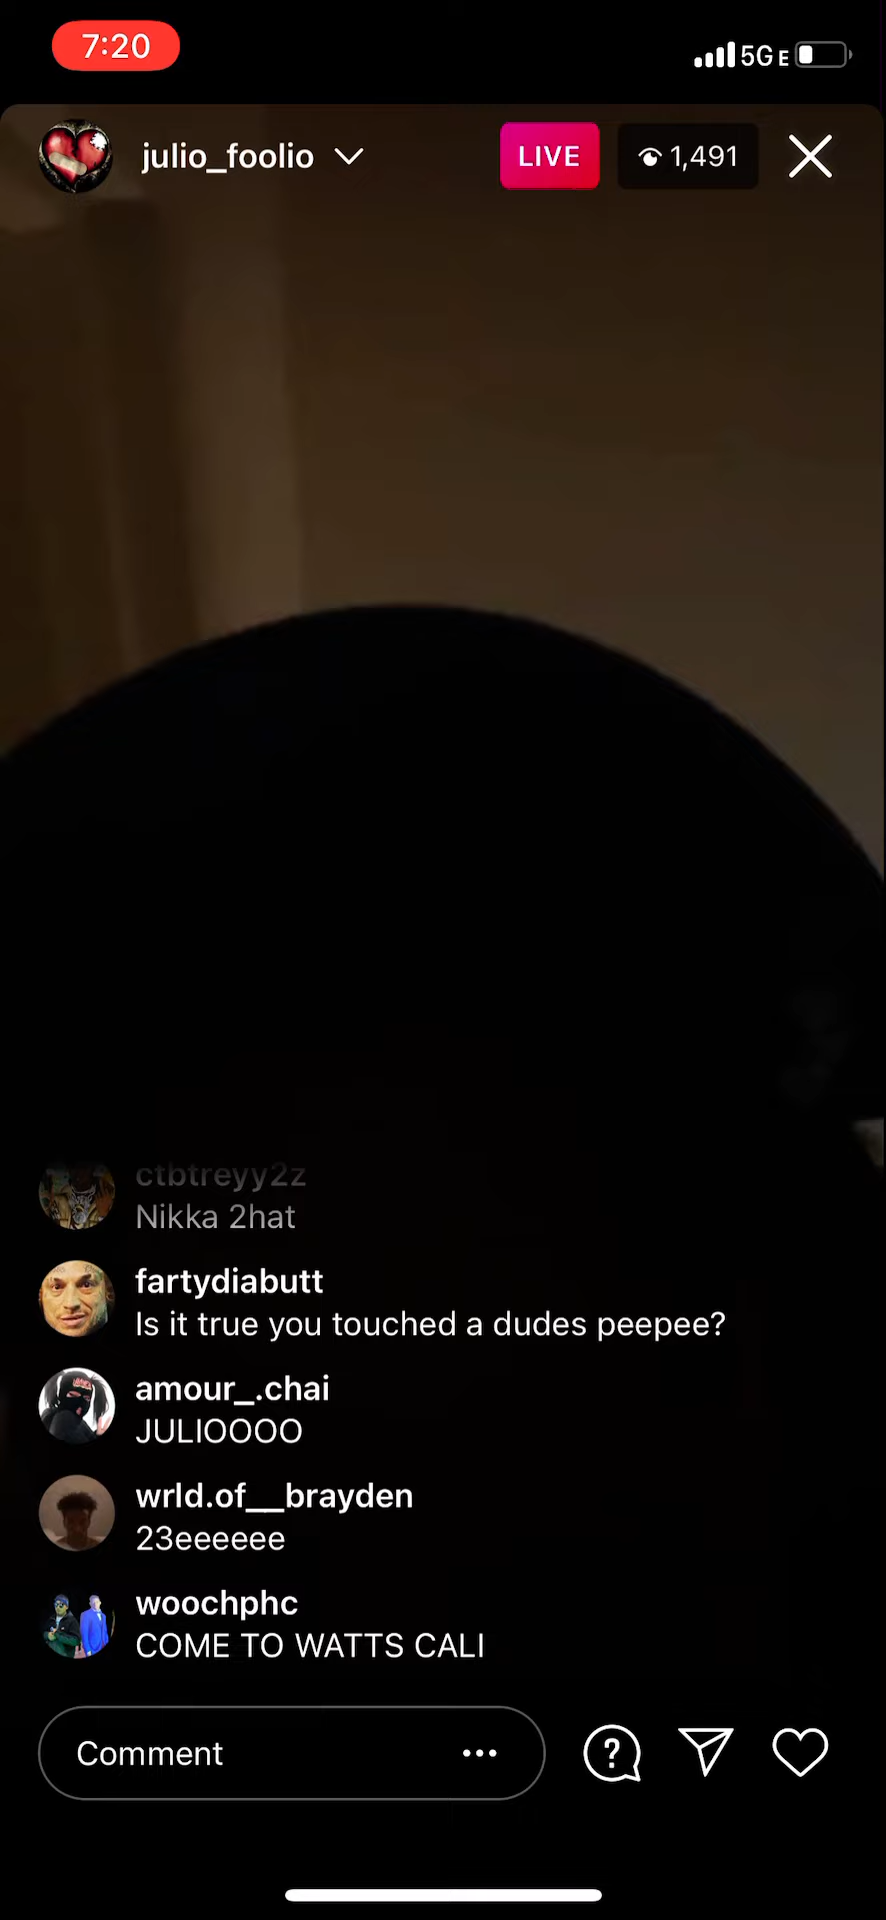 7:20
5GE
julio_foolio
LIVE
1,491
ctbtreyy2z
Nikka 2hat
fartydiabutt
Is it true you touched a dudes peepee?
amour_.chai
JULIOOOO
wrld.of__brayden
23eeeeee
woochphc
COME TO WATTS CALI
Comment
?